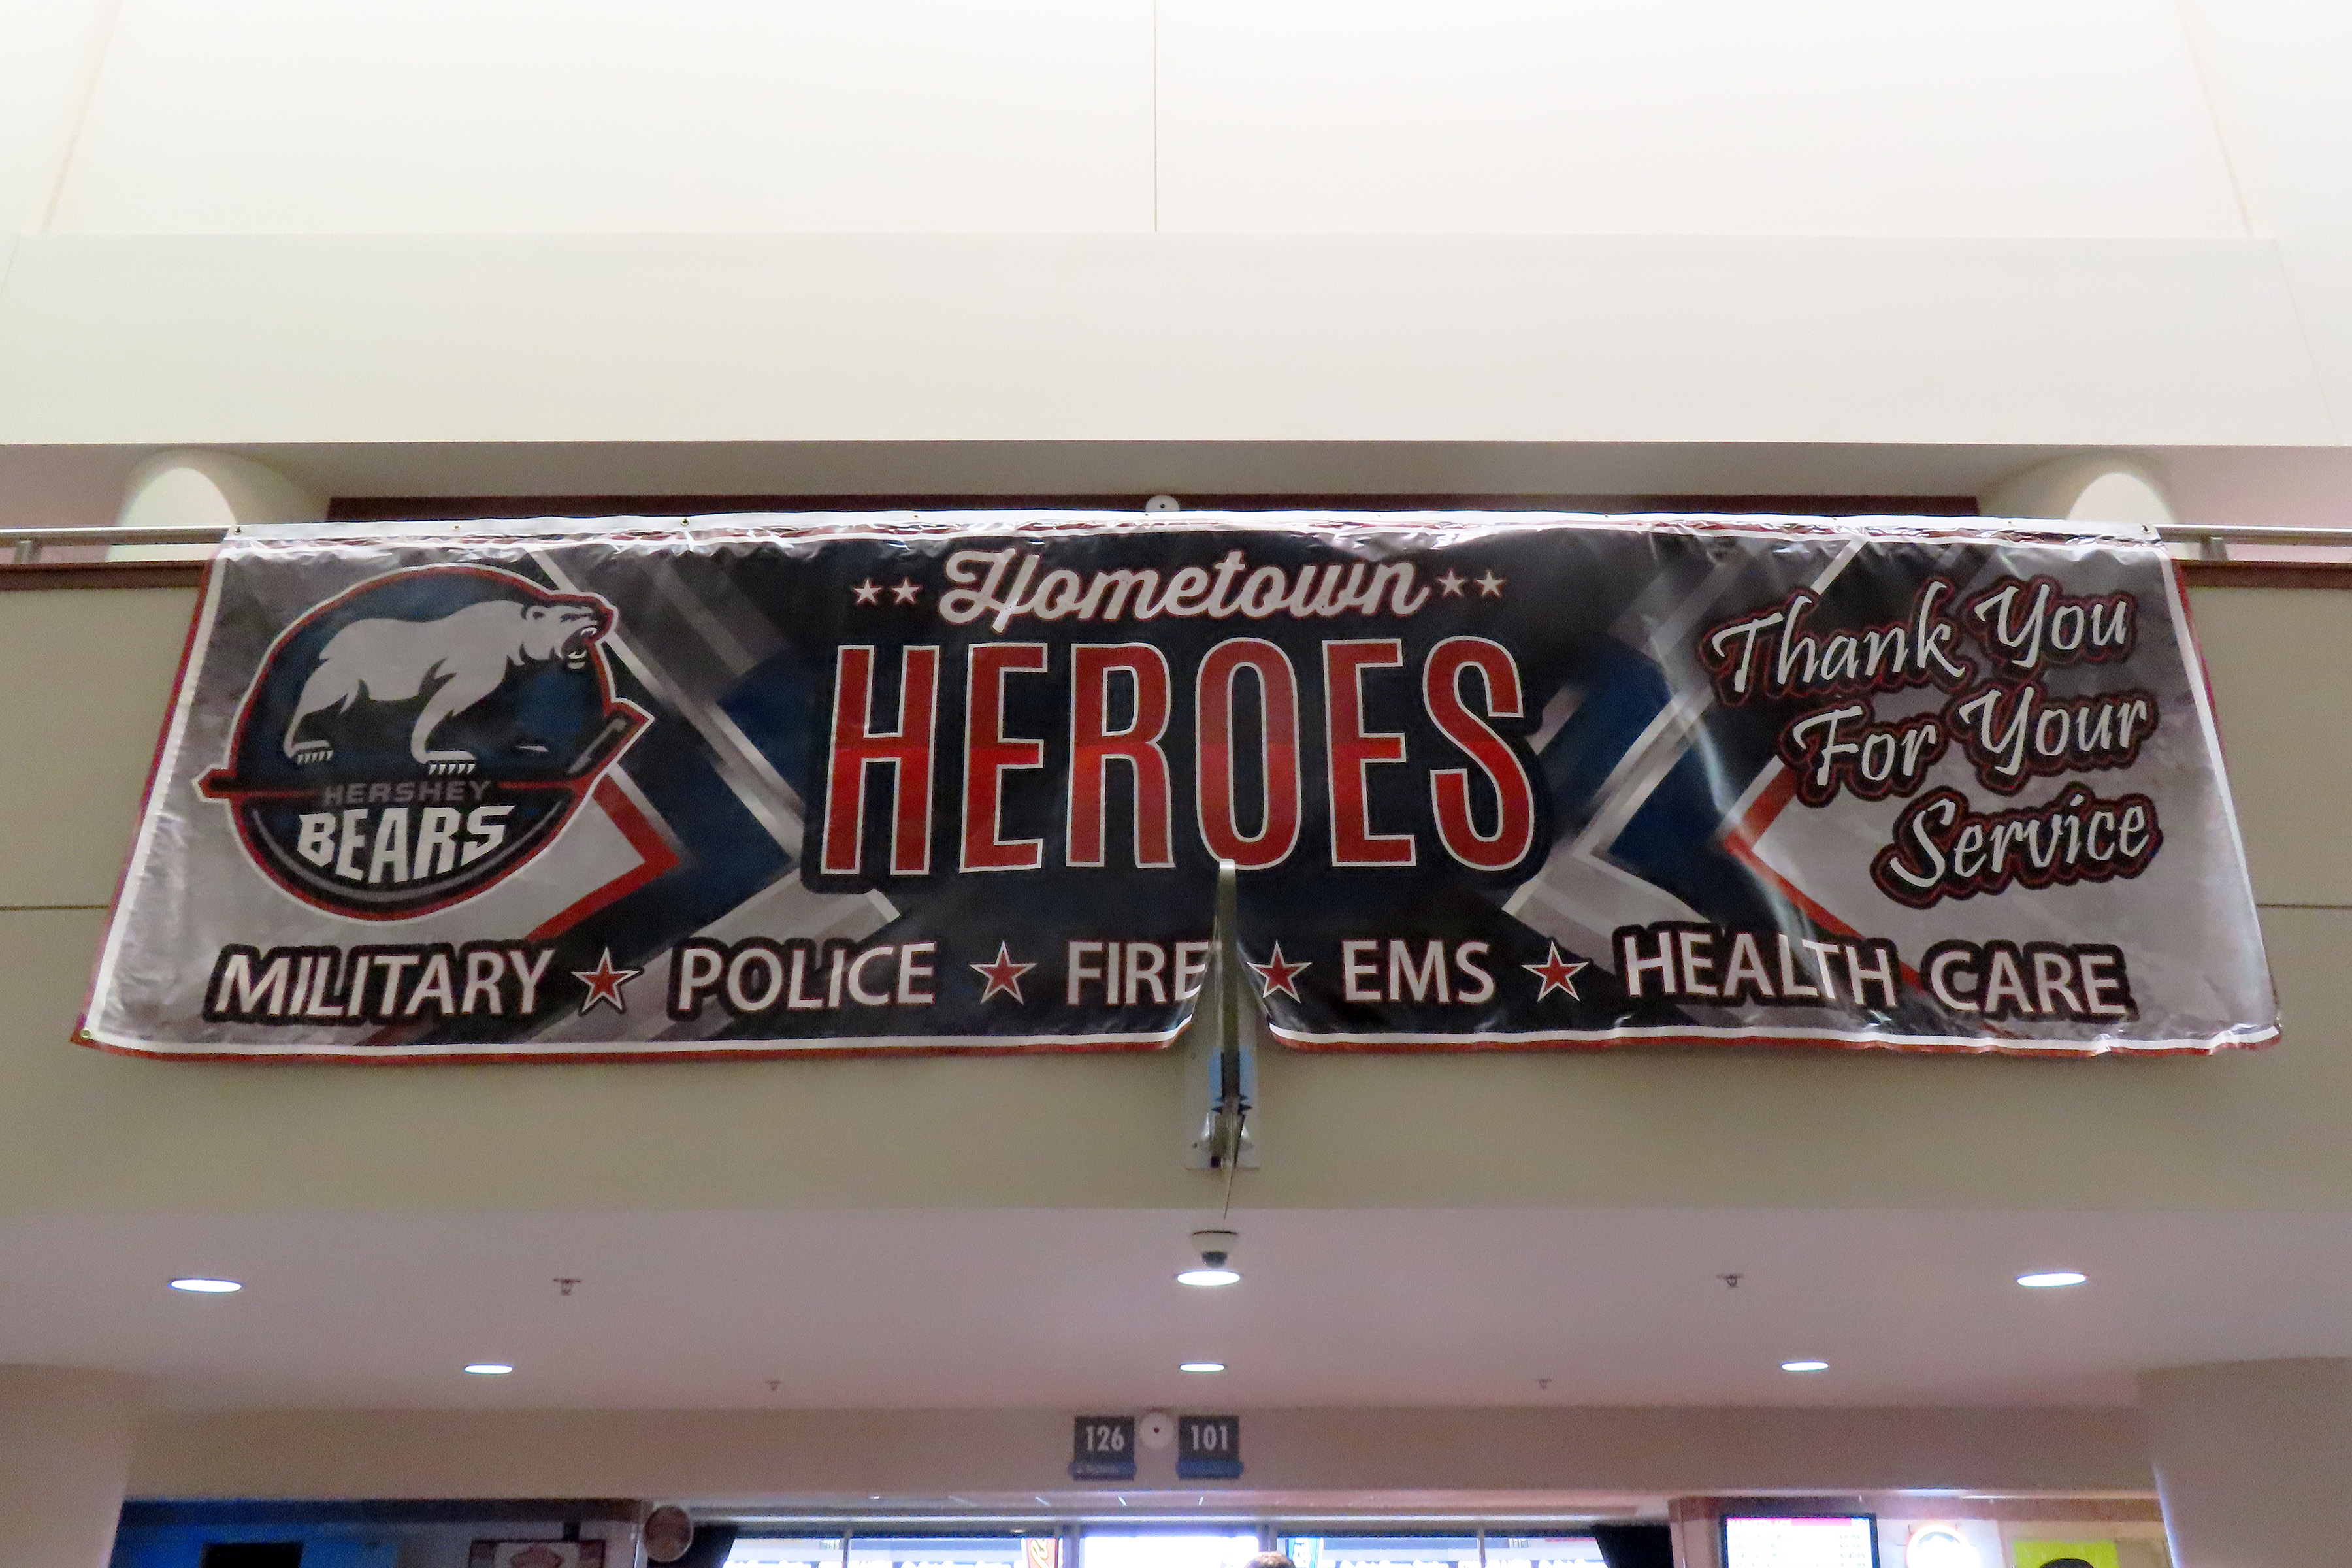 Hometown
HEROES
HERSHEY
BEARS
Thank You
For Your
Service
MILITARY ★ POLICE ★ FIRE ★ EMS ★ HEALTH CARE
126 101